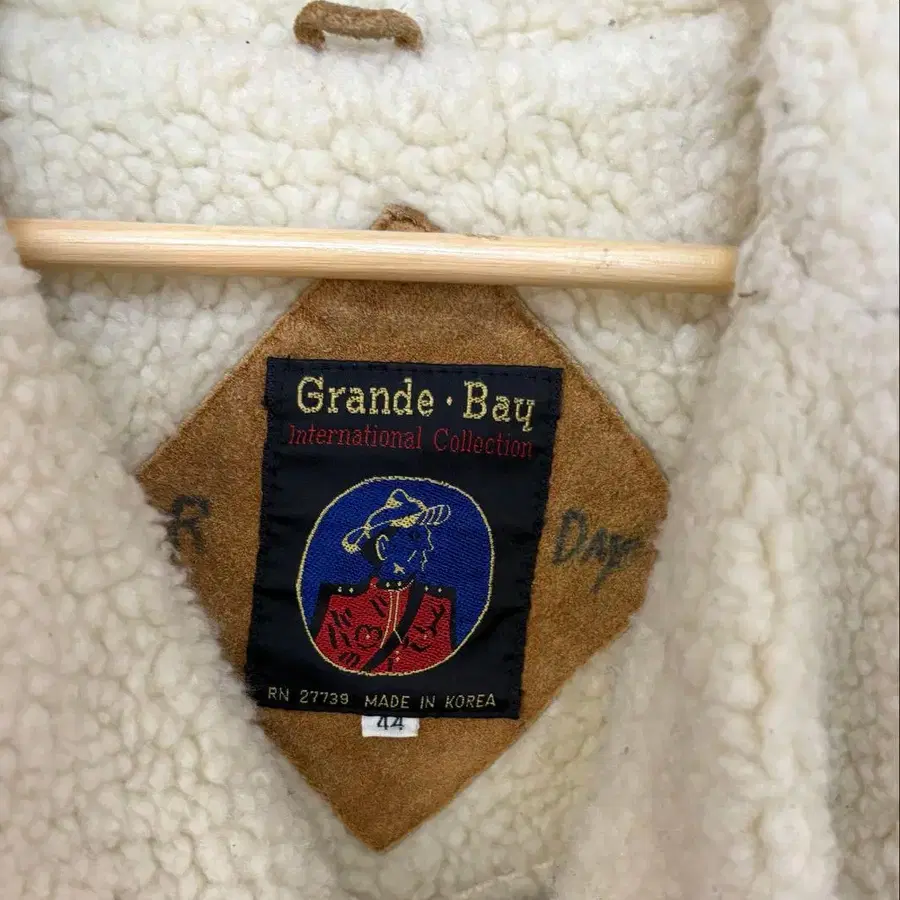 Grande · Bay
International Collection
R
RN 27739 MADE IN KOREA
44